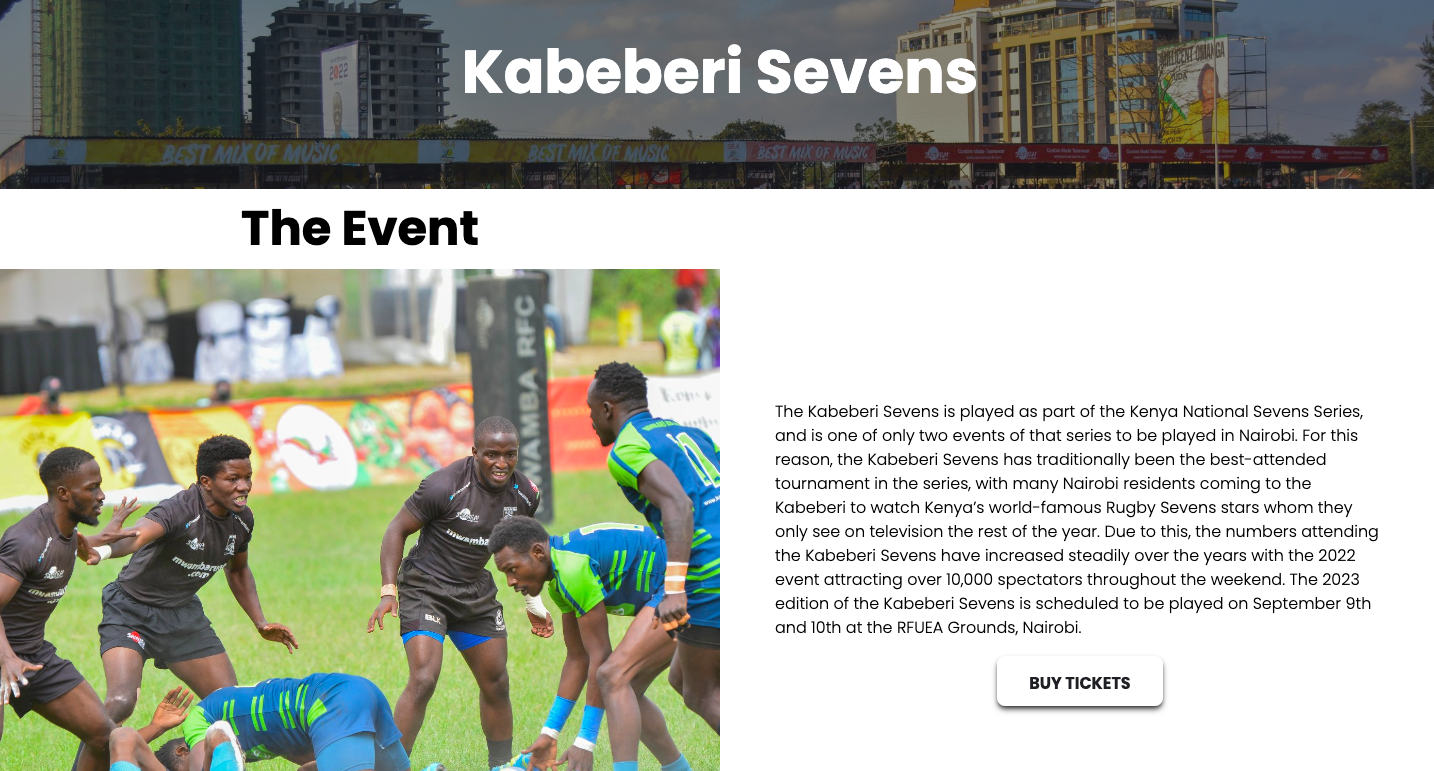 Kabeberi Sevens
2022
MILLICENT OMANGA
BEST MIX OF MUSIC
BEST MIX OF MUSIC
BEST MIX OF MUSIC
The Event
WAMBA RFC
The Kabeberi Sevens is played as part of the Kenya National Sevens Series,
and is one of only two events of that series to be played in Nairobi. For this
reason, the Kabeberi Sevens has traditionally been the best-attended
tournament in the series, with many Nairobi residents coming to the
Kabeberi to watch Kenya’s world-famous Rugby Sevens stars whom they
only see on television the rest of the year. Due to this, the numbers attending
the Kabeberi Sevens have increased steadily over the years with the 2022
event attracting over 10,000 spectators throughout the weekend. The 2023
edition of the Kabeberi Sevens is scheduled to be played on September 9th
and 10th at the RFUEA Grounds, Nairobi.
BLK
BUY TICKETS